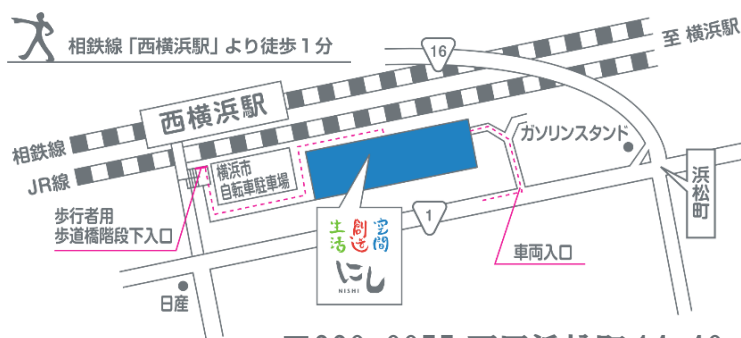 相鉄線「西横浜駅」より徒歩1分
16
至 横浜駅
西横浜駅
相鉄線
JR線
横浜市
自転車駐車場
ガソリンスタンド
浜松町
歩行者用
歩道橋階段下入口
1
生活 創造 空間
にし
NISHI
車両入口
日産